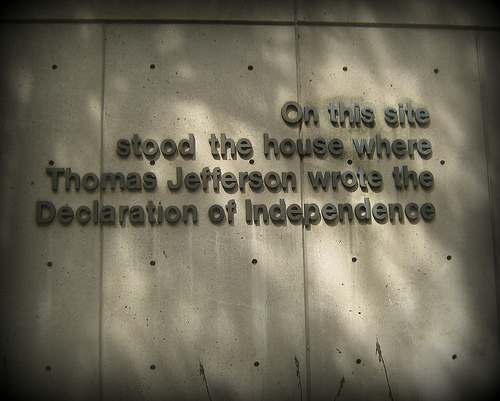 On this site
stood the house where
Thomas Jefferson wrote the
Declaration of Independence